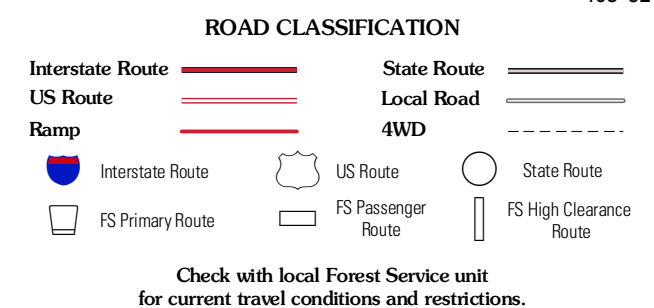 ROAD CLASSIFICATION
Interstate Route
State Route
US Route
Local Road
Ramp
4WD
Interstate Route
US Route
State Route
FS Primary Route
FS Passenger
Route
FS High Clearance
Route
Check with local Forest Service unit
for current travel conditions and restrictions.